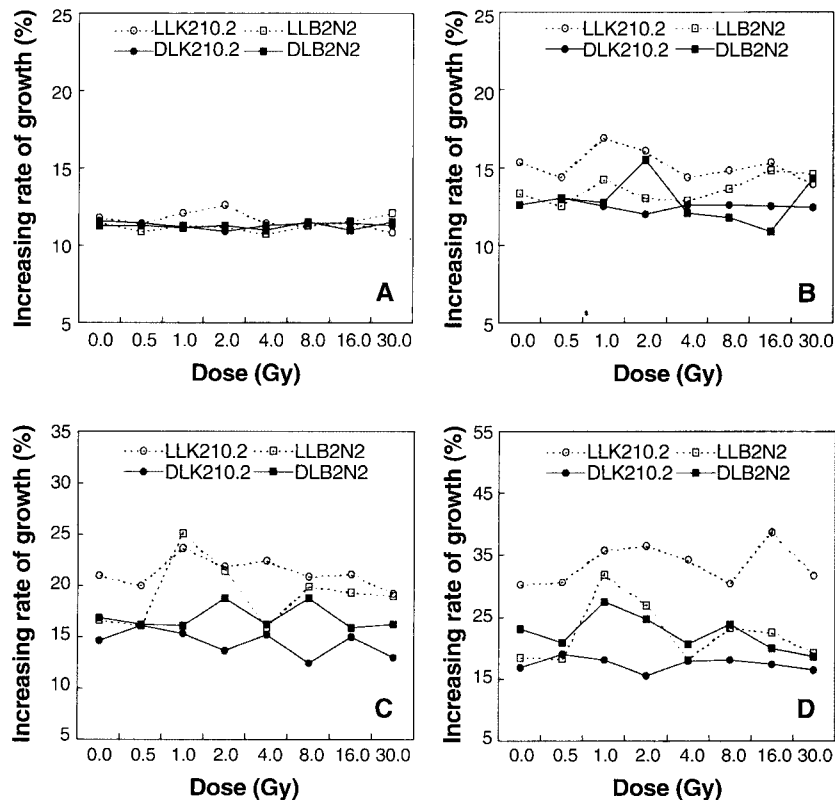 Increasing rate of growth (%)
25
20
15
10
5
LLK210.2 LLB2N2
DLK210.2 DLB2N2
A
0.0 0.5 1.0 2.0 4.0 8.0 16.0 30.0
Dose (Gy)
Increasing rate of growth (%)
25
20
15
10
5
LLK210.2 LLB2N2
DLK210.2 DLB2N2
B
0.0 0.5 1.0 2.0 4.0 8.0 16.0 30.0
Dose (Gy)
Increasing rate of growth (%)
35
30
25
20
15
10
5
LLK210.2 LLB2N2
DLK210.2 DLB2N2
C
0.0 0.5 1.0 2.0 4.0 8.0 16.0 30.0
Dose (Gy)
Increasing rate of growth (%)
55
45
35
25
15
5
LLK210.2 LLB2N2
DLK210.2 DLB2N2
D
0.0 0.5 1.0 2.0 4.0 8.0 16.0 30.0
Dose (Gy)